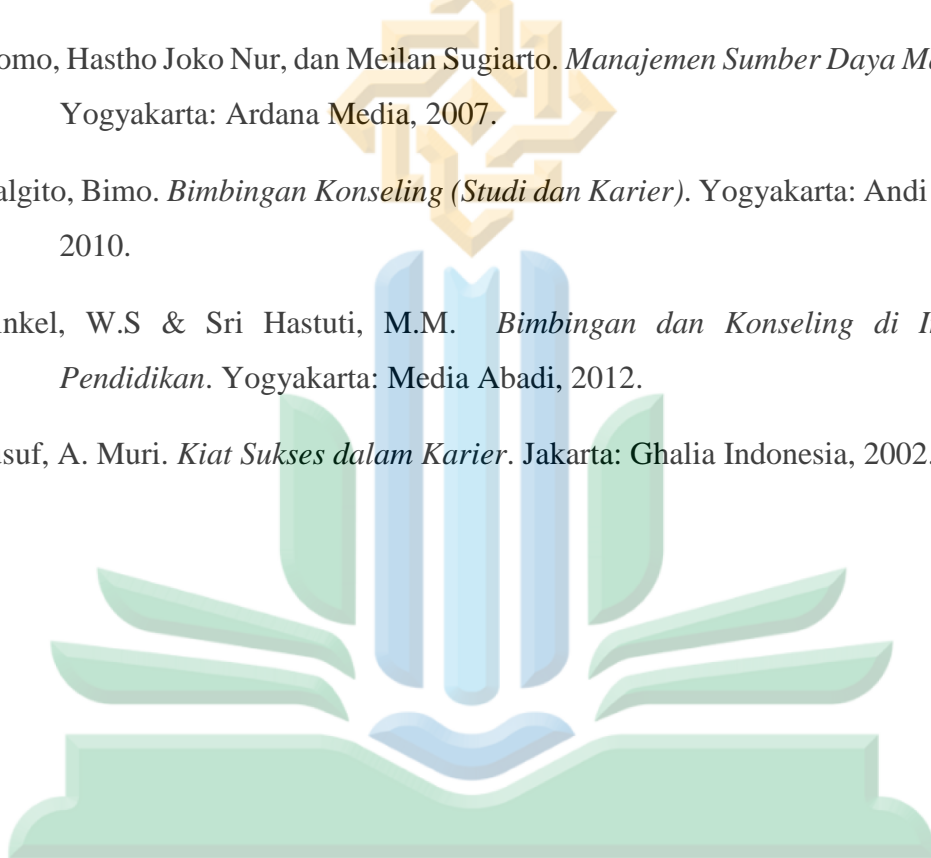 omo, Hastho Joko Nur, dan Meilan Sugiarto. Manajemen Sumber Daya M
Yogyakarta: Ardana Media, 2007.
algito, Bimo. Bimbingan Konseling (Studi dan Karier). Yogyakarta: Andi
2010.
inkel, W.S & Sri Hastuti, M.M. Bimbingan dan Konseling di I
Pendidikan. Yogyakarta: Media Abadi, 2012.
suf, A. Muri. Kiat Sukses dalam Karier. Jakarta: Ghalia Indonesia, 2002.